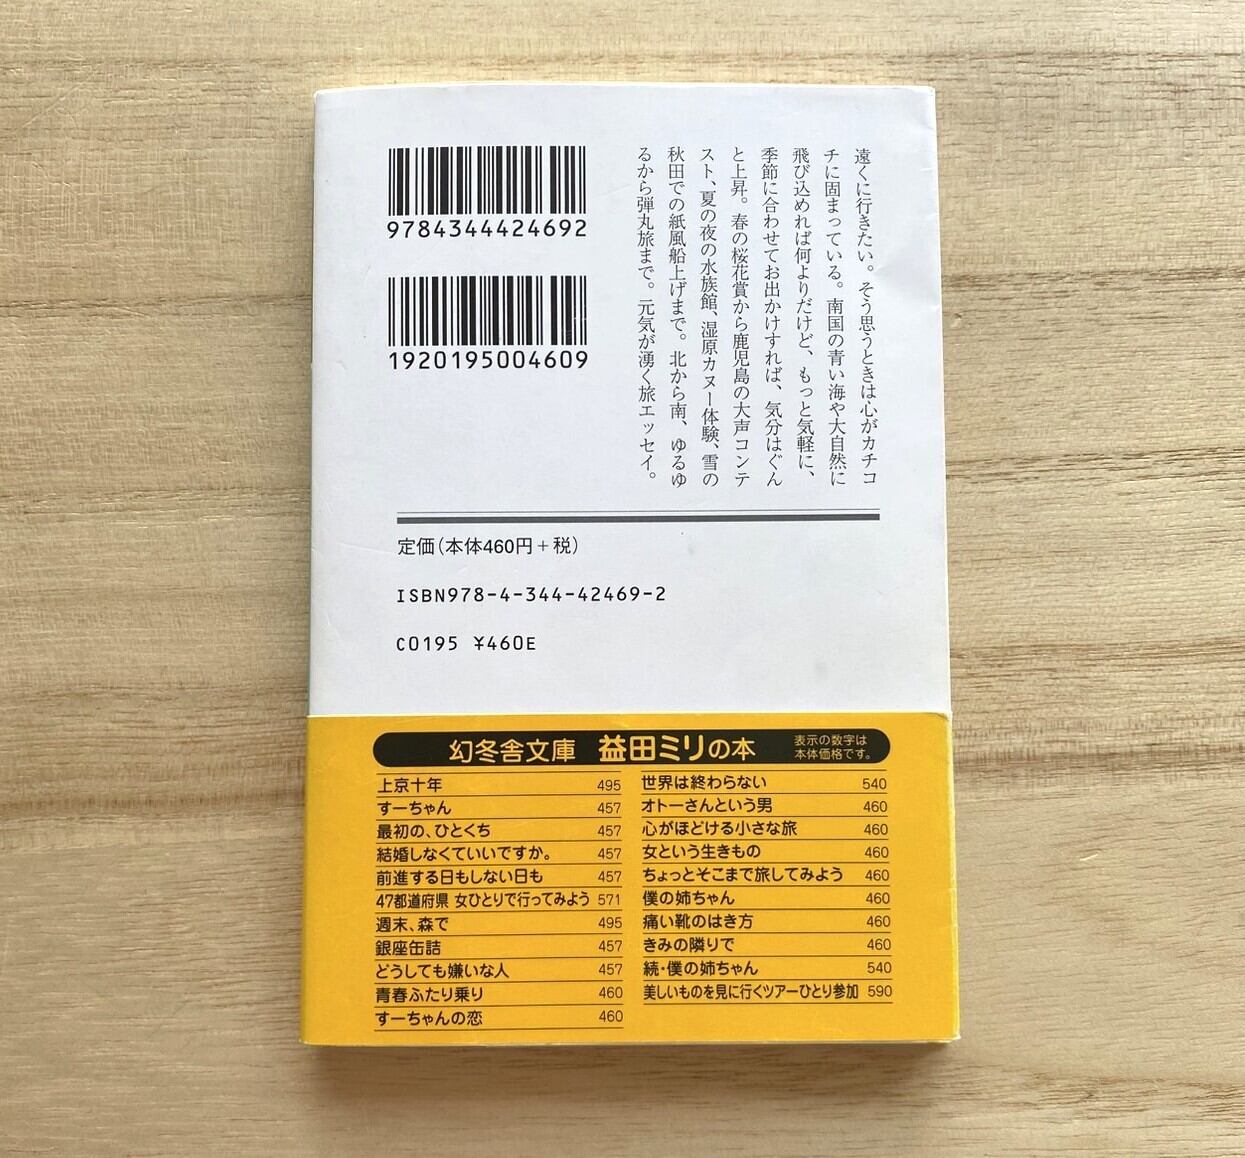 遠くに行きたい。そう思うときは心がカチコ
チに固まっている。南国の青い海や大自然に
飛び込めれば何よりだけど、もっと気軽に、
季節に合わせてお出かけすれば、気分はぐん
と上昇。春の桜花賞から鹿児島の大声コンテ
スト、夏の夜の水族館、湿原カヌー体験、雪の
秋田での紙風船上げまで。北から南、ゆるゆ
るから弾丸旅まで。元気が湧く旅エッセイ。
9784344424692
1920195004609
定価(本体460円+税)
ISBN978-4-344-42469-2
C0195 ¥460E
幻冬舎文庫 益田ミリの本
表示の数字は
本体価格です。
上京十年 495
すーちゃん 457
最初の、ひとくち 457
結婚しなくていいですか。 457
前進する日もしない日も 457
47都道府県 女ひとりで行ってみよう 571
週末、森で 495
銀座缶詰 457
どうしても嫌いな人 457
青春ふたり乗り 460
すーちゃんの恋 460
世界は終わらない 540
オトーさんという男 460
心がほどける小さな旅 460
女という生きもの 460
ちょっとそこまで旅してみよう 460
僕の姉ちゃん 460
痛い靴のはき方 460
きみの隣りで 460
続・僕の姉ちゃん 540
美しいものを見に行くツアーひとり参加 590